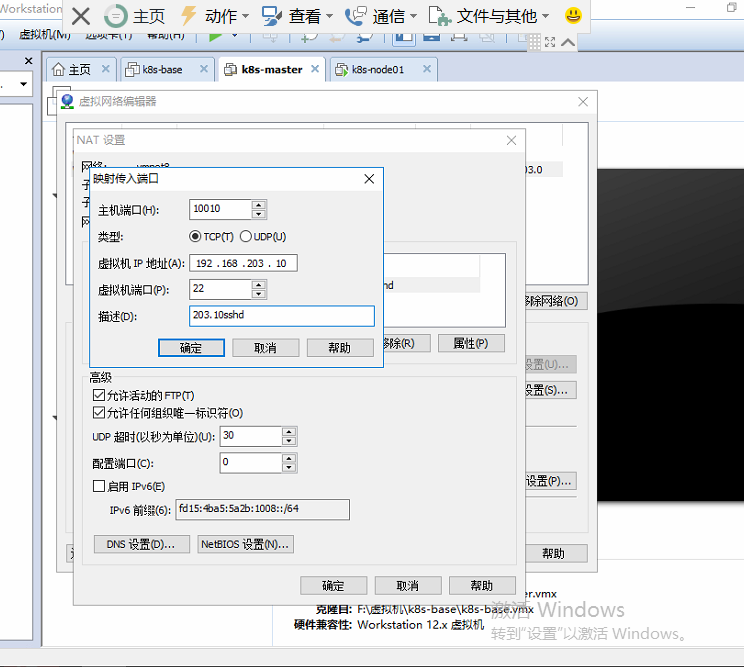 Workstation
主页 动作 查看 通信 文件与其他
虚拟机(M) 选项卡(T) 帮助(H)
主页 k8s-base k8s-master k8s-node01
虚拟网络编辑器
NAT 设置
网络: vmnet8
映射传入端口
03.0
主机端口(H): 10010
类型: TCP(T) UDP(U)
虚拟机 IP 地址(A): 192 .168 .203 . 10
虚拟机端口(P): 22
描述(D): 203.10sshd
移除网络(O)
确定 取消 帮助
移除(R) 属性(P)
设置(U)...
高级
允许活动的 FTP(T)
设置(S)...
允许任何组织唯一标识符(O)
UDP 超时(以秒为单位)(U): 30
配置端口(C): 0
设置(P)...
启用 IPv6(E)
IPv6 前缀(6): fd15:4ba5:5a2b:1008::/64
DNS 设置(D)... NetBIOS 设置(N)...
帮助
确定 取消 帮助
er.vmx
克隆自: F:\虚拟机\k8s-base\k8s-base.vmx
硬件兼容性: Workstation 12.x 虚拟机
激活 Windows
转到"设置"以激活 Windows。